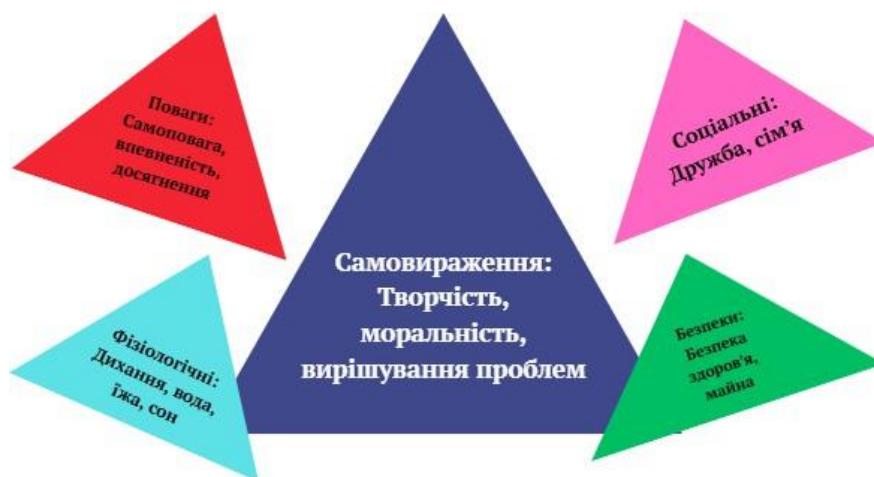 Поваги:
Самоповага,
впевненість,
досягнення
Соціальні:
Дружба, сім'я
Самовираження:
Творчість,
моральність,
вирішування проблем
Фізіологічні:
Дихання, вода,
їжа, сон
Безпеки:
Безпека
здоров'я,
майна